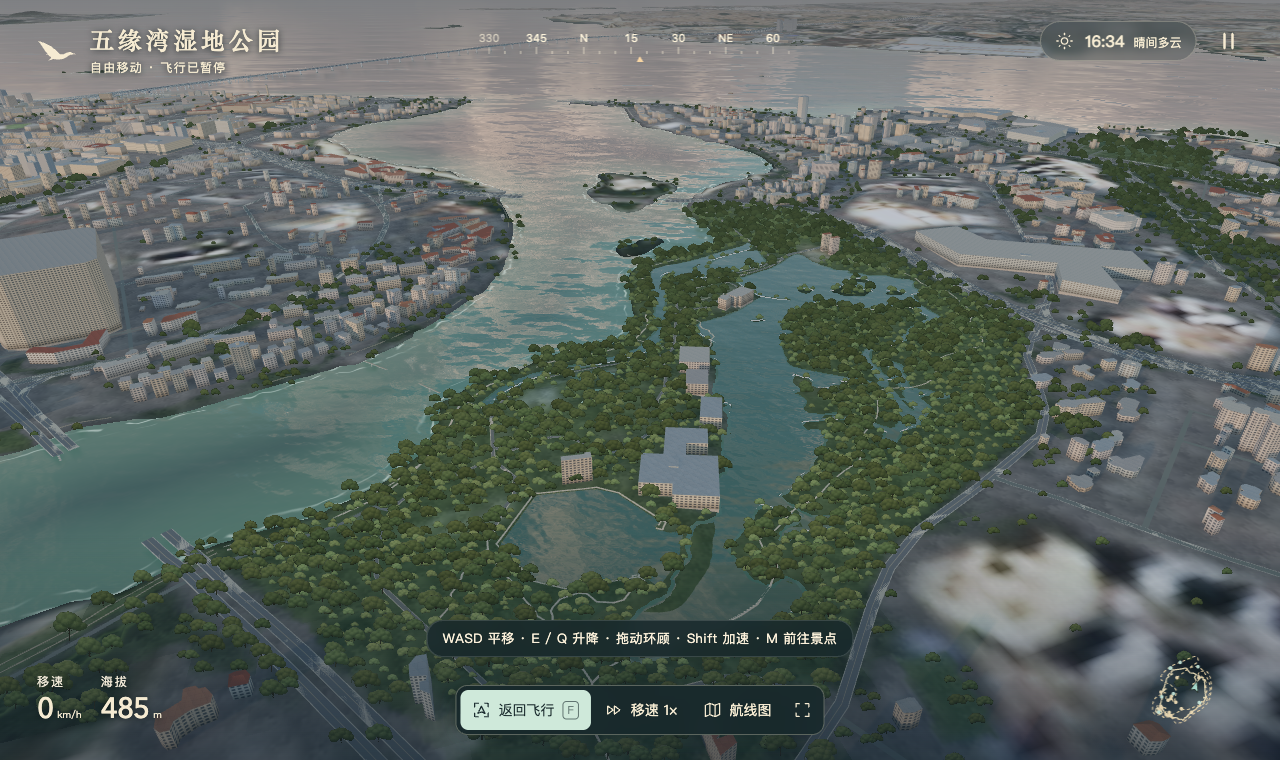 五缘湾湿地公园
自由移动 · 飞行已暂停
330 345 N 15 30 NE 60
16:34 晴间多云
WASD 平移 · E / Q 升降 · 拖动环顾 · Shift 加速 · M 前往景点
移速 海拔
0 km/h 485 m
返回飞行 F 移速 1x 航线图